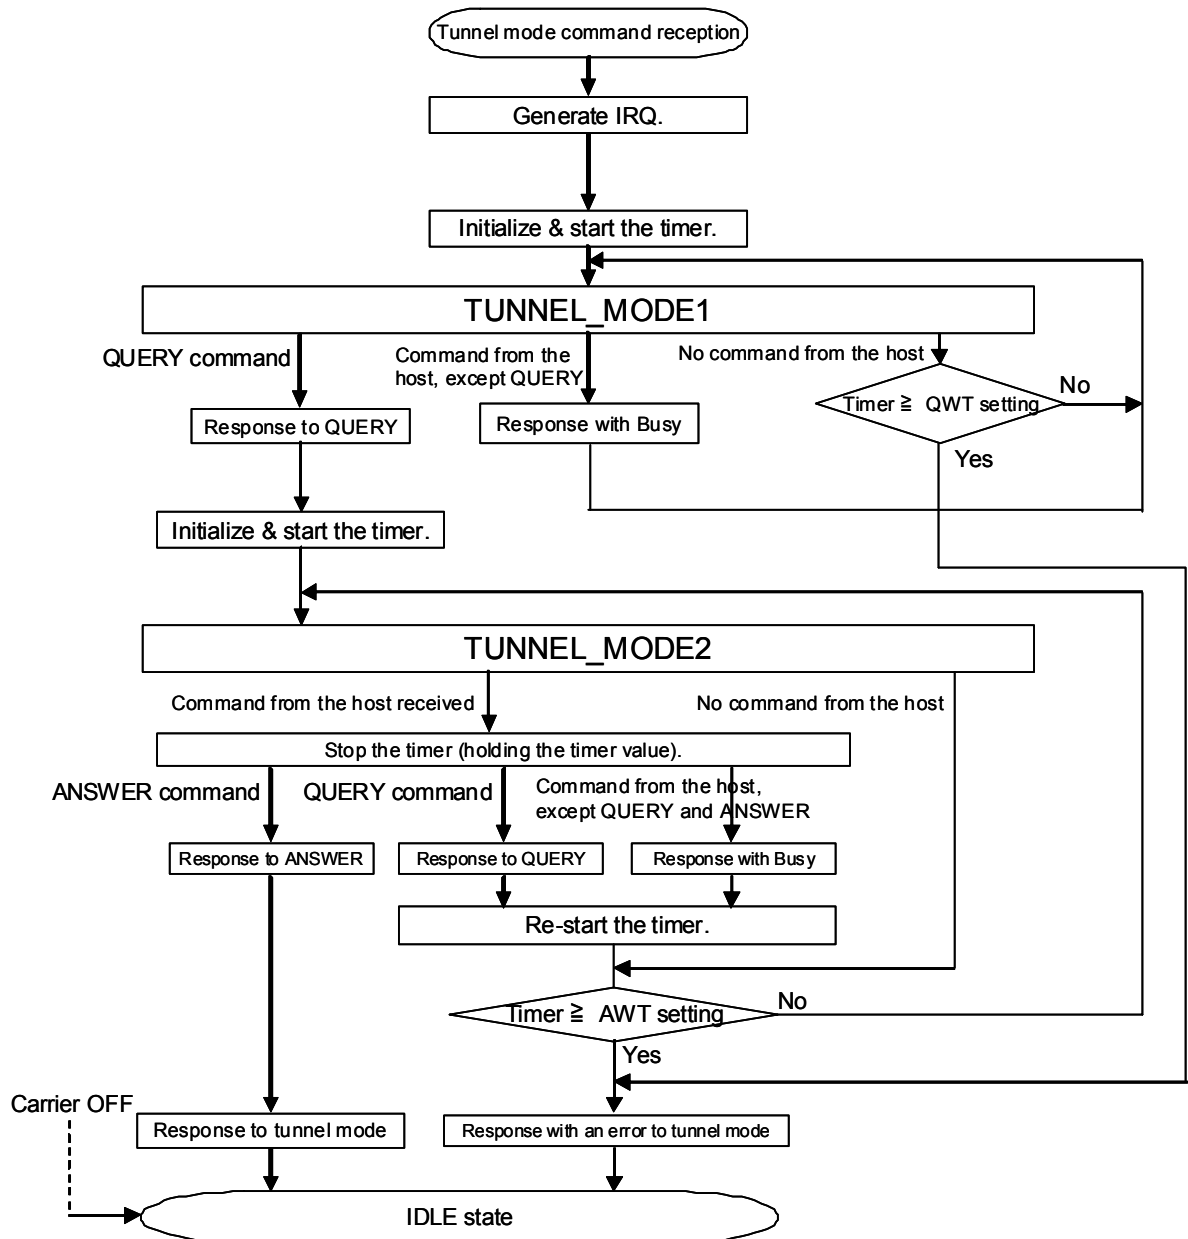 Tunnel mode command reception
Generate IRQ.
Initialize & start the timer.
TUNNEL_MODE1
QUERY command
Command from the
host, except QUERY
No command from the host
Timer ≧ QWT setting
No
Yes
Response to QUERY
Response with Busy
Initialize & start the timer.
TUNNEL_MODE2
Command from the host received
No command from the host
Stop the timer (holding the timer value).
ANSWER command
QUERY command
Command from the host,
except QUERY and ANSWER
Response to ANSWER
Response to QUERY
Response with Busy
Re-start the timer.
Timer ≧ AWT setting
No
Yes
Carrier OFF
Response to tunnel mode
Response with an error to tunnel mode
IDLE state